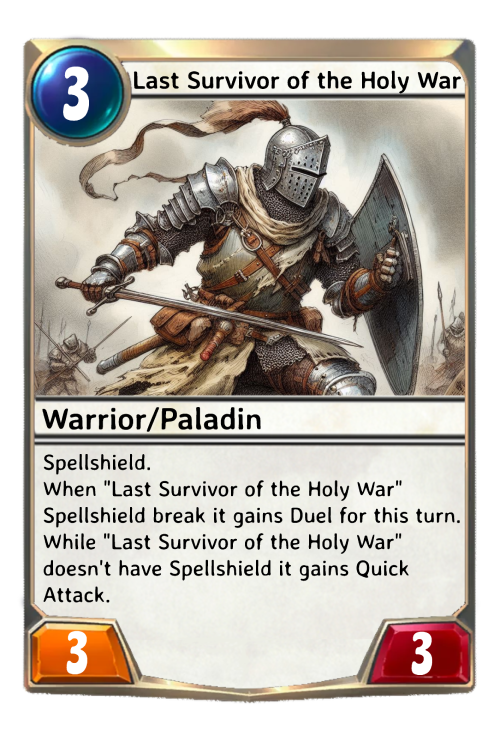 3
Last Survivor of the Holy War
Warrior/Paladin
Spellshield.
When "Last Survivor of the Holy War"
Spellshield break it gains Duel for this turn.
While "Last Survivor of the Holy War"
doesn't have Spellshield it gains Quick
Attack.
3
3